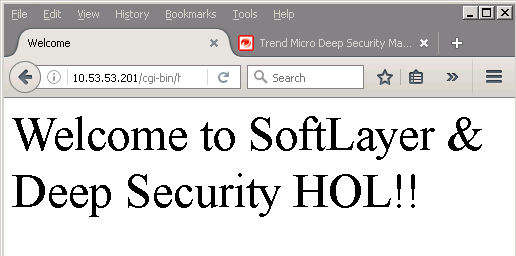 File Edit View History Bookmarks Tools Help
Welcome Trend Micro Deep Security Ma...
10.53.53.201/cgi-bin/ Search
Welcome to SoftLayer &
Deep Security HOL!!